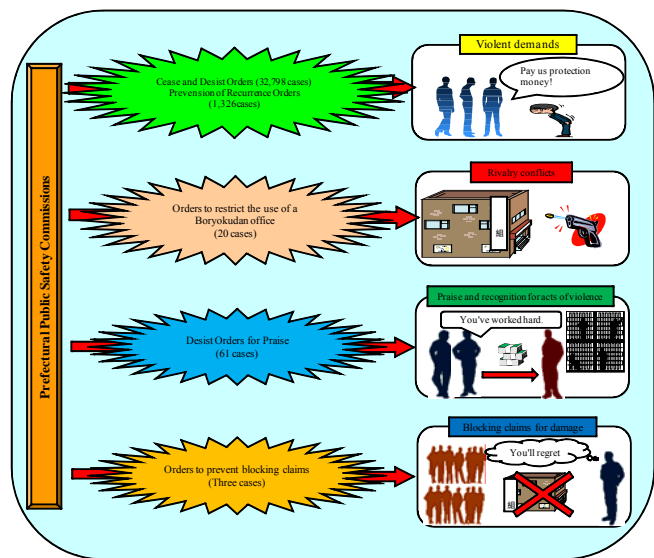 Prefectural Public Safety Commissions
Cease and Desist Orders (32,798 cases)
Prevention of Recurrence Orders
(1,326cases)
Violent demands
Pay us protection
money!
Orders to restrict the use of a
Boryokudan office
(20 cases)
Rivalry conflicts
組
Desist Orders for Praise
(61 cases)
Praise and recognition for acts of violence
You've worked hard.
Orders to prevent blocking claims
(Three cases)
Blocking claims for damage
You'll regret
組